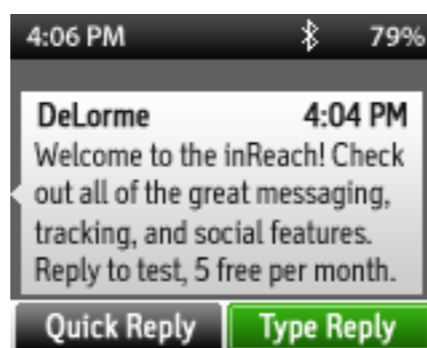 4:06 PM 79%
DeLorme 4:04 PM
Welcome to the inReach! Check
out all of the great messaging,
tracking, and social features.
Reply to test, 5 free per month.
Quick Reply Type Reply